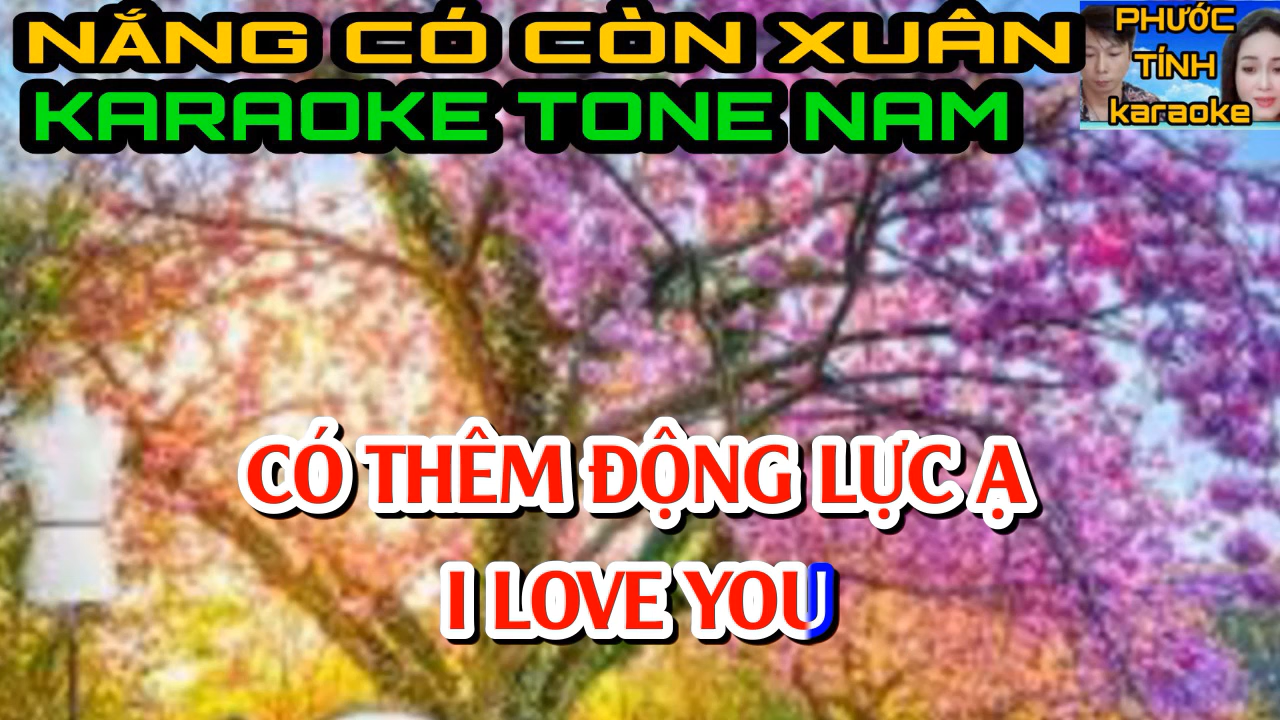 NẮNG CÓ CÒN XUÂN
KARAOKE TONE NAM
PHƯỚC
TÍNH
karaoke
CÓ THÊM ĐỘNG LỰC Ạ
I LOVE YOU